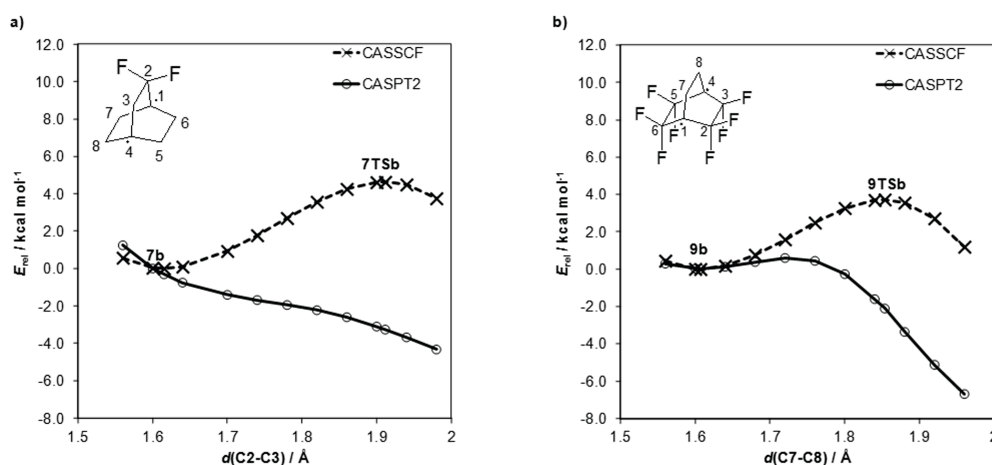 a)
12.0
10.0
8.0
6.0
4.0
2.0
0.0
-2.0
-4.0
-6.0
-8.0
E rel / kcal mol-1
CASSCF
CASPT2
F
F
2
3
1
7
6
8
4
5
7TSb
7b
1.5
1.6
1.7
1.8
1.9
2
d(C2-C3) / Å
b)
12.0
10.0
8.0
6.0
4.0
2.0
0.0
-2.0
-4.0
-6.0
-8.0
E rel / kcal mol-1
CASSCF
CASPT2
8
F
F
7
4
5
3
F
F
6
F
1
F
2
F
F
9TSb
9b
1.5
1.6
1.7
1.8
1.9
2
d(C7-C8) / Å